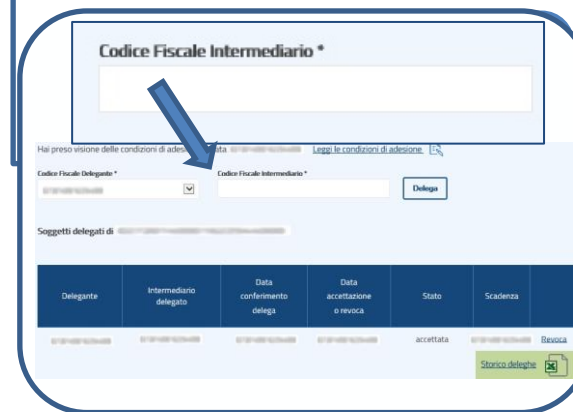 Codice Fiscale Intermediario *
Hai preso visione delle condizioni di ades ata Leggi le condizioni di adesione
Codice Fiscale Delegante * Codice Fiscale Intermediario *
Delega
Soggetti delegati di
Delegante Intermediario delegato Data conferimento delega Data accettazione o revoca Stato Scadenza
accettata Revoca
Storico deleghe